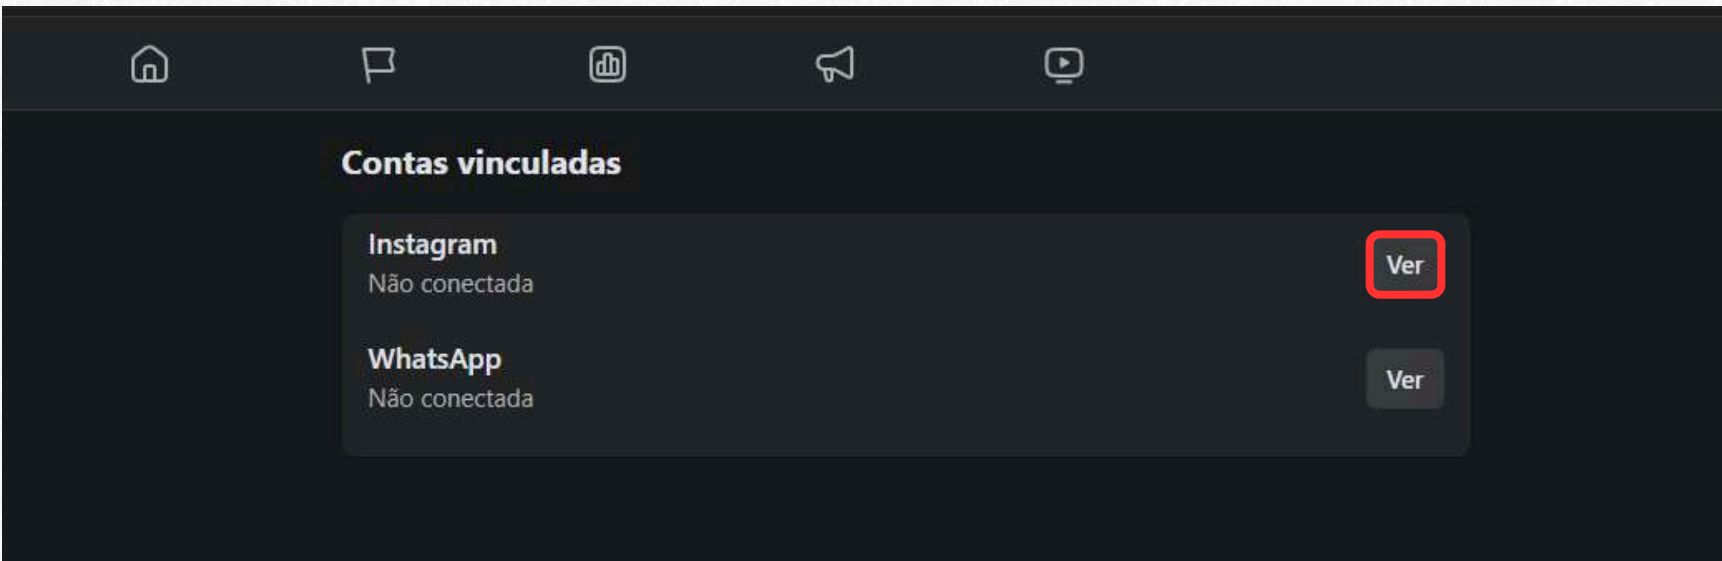 Contas vinculadas
Instagram
Não conectada
Ver
WhatsApp
Não conectada
Ver